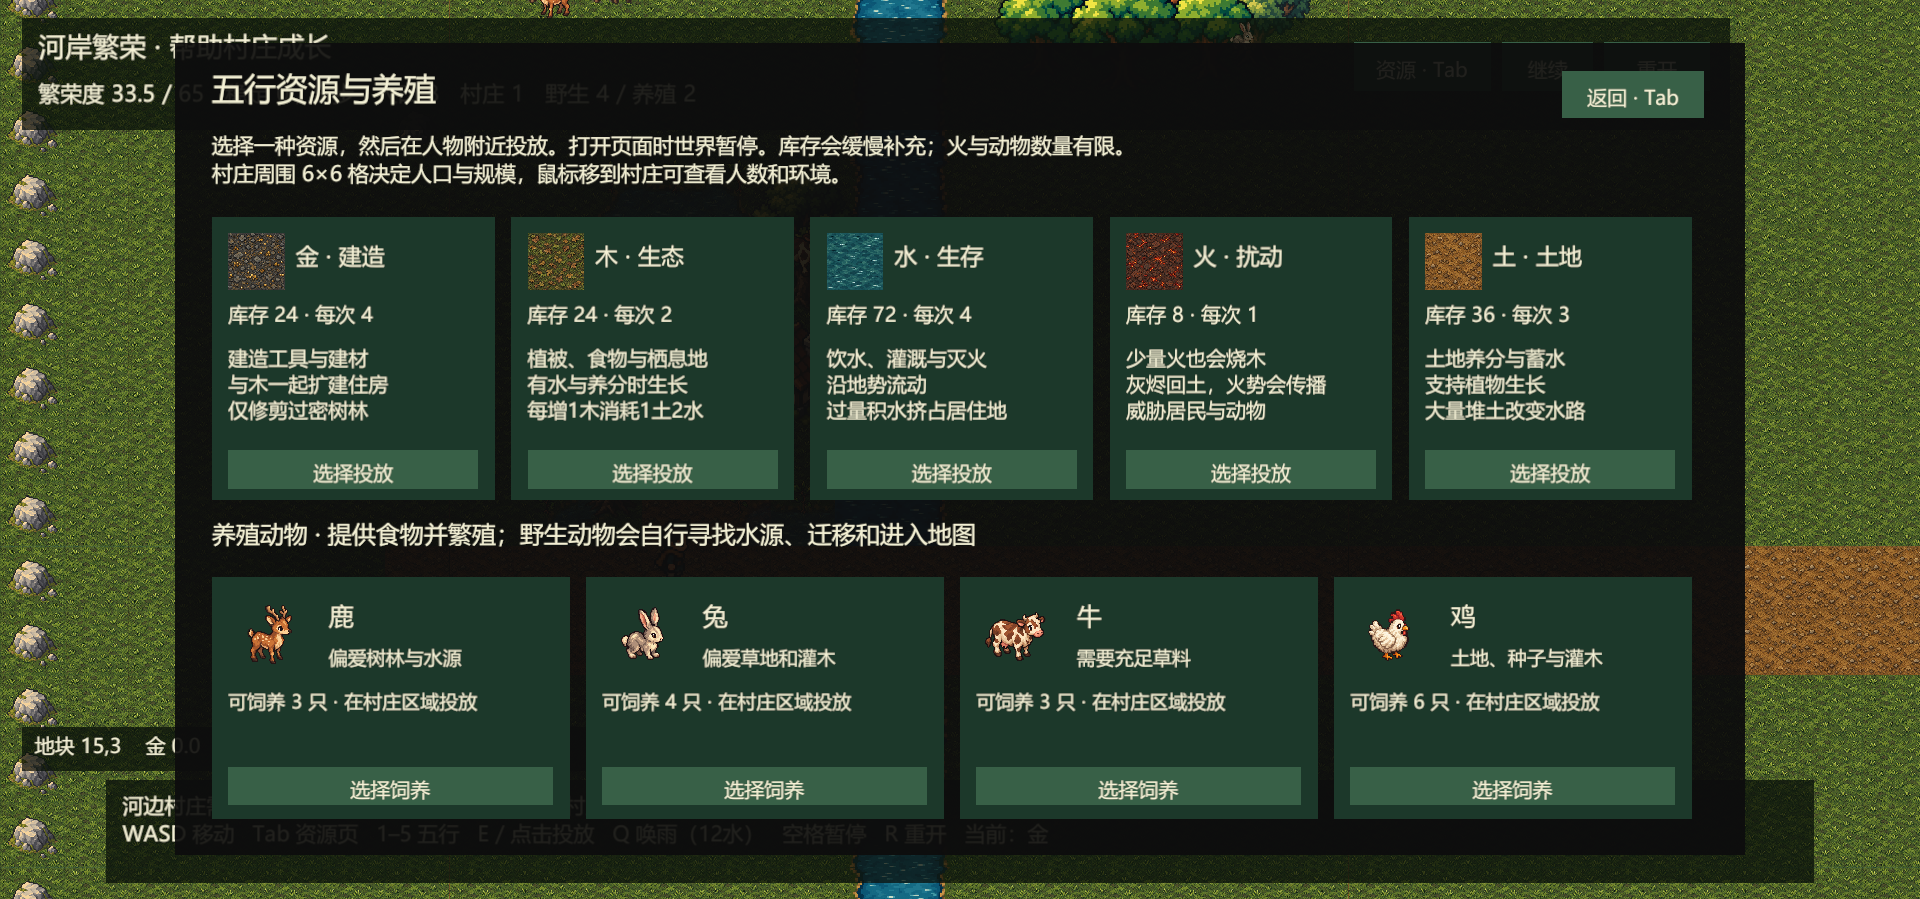 河岸繁荣 · 帮助村庄成长
繁荣度 33.5 / 65
村庄 1 野生 4 / 养殖 2
资源 · Tab
继续
重开
五行资源与养殖
返回 · Tab
选择一种资源，然后在人物附近投放。打开页面时世界暂停。库存会缓慢补充；火与动物数量有限。
村庄周围 6×6 格决定人口与规模，鼠标移到村庄可查看人数和环境。
金 · 建造
库存 24 · 每次 4
建造工具与建材
与木一起扩建住房
仅修剪过密树林
选择投放
木 · 生态
库存 24 · 每次 2
植被、食物与栖息地
有水与养分时生长
每增1木消耗1土2水
选择投放
水 · 生存
库存 72 · 每次 4
饮水、灌溉与灭火
沿地势流动
过量积水挤占居住地
选择投放
火 · 扰动
库存 8 · 每次 1
少量火也会烧木
灰烬回土，火势会传播
威胁居民与动物
选择投放
土 · 土地
库存 36 · 每次 3
土地养分与蓄水
支持植物生长
大量堆土改变水路
选择投放
养殖动物 · 提供食物并繁殖；野生动物会自行寻找水源、迁移和进入地图
鹿
偏爱树林与水源
可饲养 3 只 · 在村庄区域投放
选择饲养
兔
偏爱草地和灌木
可饲养 4 只 · 在村庄区域投放
选择饲养
牛
需要充足草料
可饲养 3 只 · 在村庄区域投放
选择饲养
鸡
土地、种子与灌木
可饲养 6 只 · 在村庄区域投放
选择饲养
地块 15,3 金 0.0
河边村庄
WASD 移动 Tab 资源页 1–5 五行 E / 点击投放 Q 唤雨（12水） 空格暂停 R 重开 当前：金